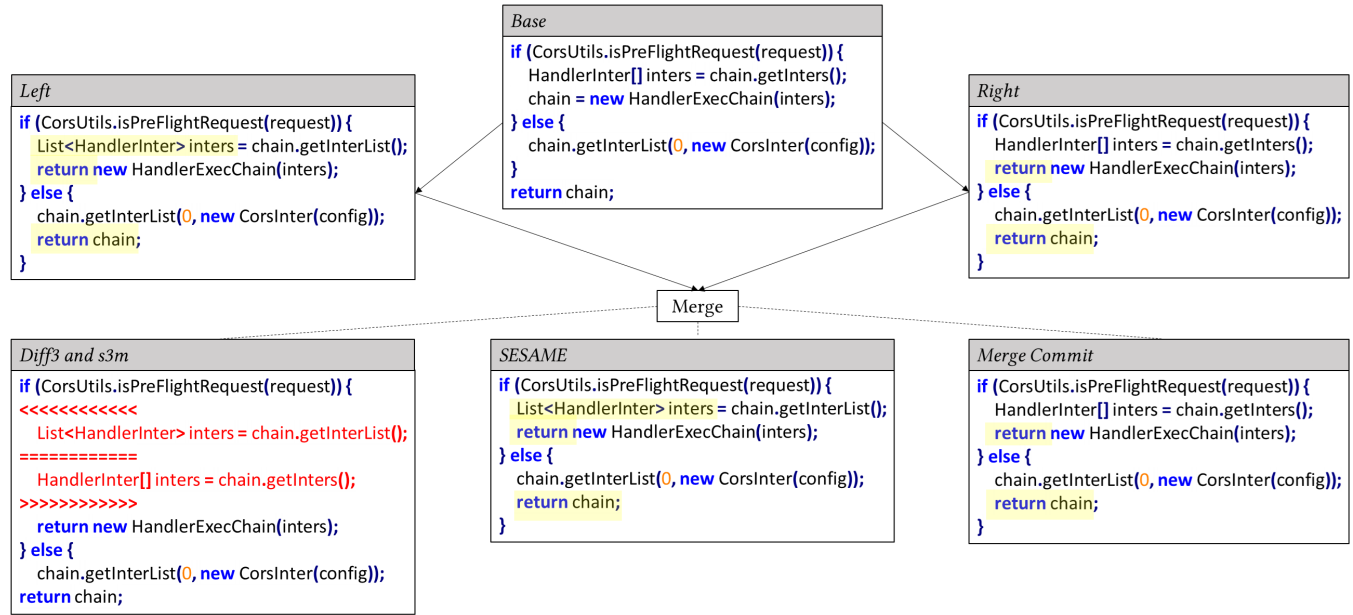 Base
if (CorsUtils.isPreFlightRequest(request)) {
HandlerInter[] inters = chain.getInters();
chain = new HandlerExecChain(inters);
} else {
chain.getInterList(0, new CorsInter(config));
}
return chain;
Left
if (CorsUtils.isPreFlightRequest(request)) {
List<HandlerInter> inters = chain.getInterList();
return new HandlerExecChain(inters);
} else {
chain.getInterList(0, new CorsInter(config));
return chain;
}
Right
if (CorsUtils.isPreFlightRequest(request)) {
HandlerInter[] inters = chain.getInters();
return new HandlerExecChain(inters);
} else {
chain.getInterList(0, new CorsInter(config));
return chain;
}
Merge
Diff3 and s3m
if (CorsUtils.isPreFlightRequest(request)) {
<<<<<<<<<<<<
List<HandlerInter> inters = chain.getInterList();
============
HandlerInter[] inters = chain.getInters();
>>>>>>>>>>>>
return new HandlerExecChain(inters);
} else {
chain.getInterList(0, new CorsInter(config));
return chain;
SESAME
if (CorsUtils.isPreFlightRequest(request)) {
List<HandlerInter> inters = chain.getInterList();
return new HandlerExecChain(inters);
} else {
chain.getInterList(0, new CorsInter(config));
return chain;
}
Merge Commit
if (CorsUtils.isPreFlightRequest(request)) {
HandlerInter[] inters = chain.getInters();
return new HandlerExecChain(inters);
} else {
chain.getInterList(0, new CorsInter(config));
return chain;
}